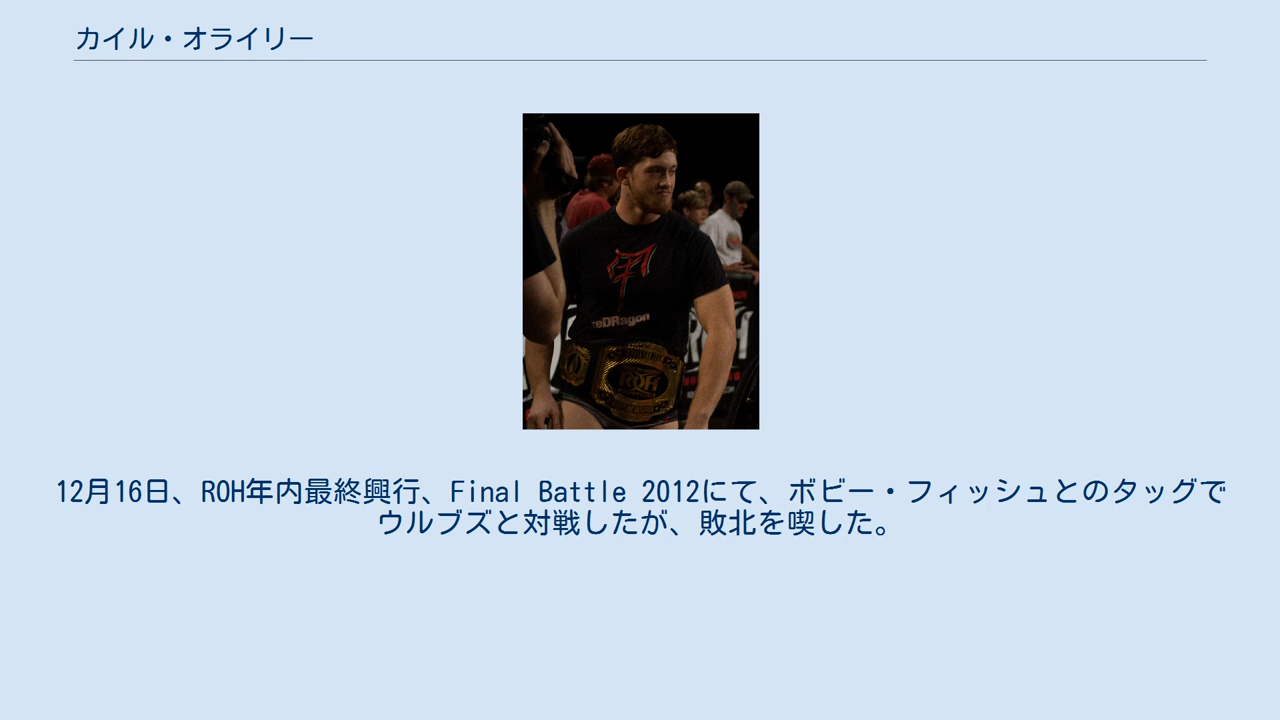 カイル・オライリー
reDRagon
ROH
12月16日、ROH年内最終興行、Final Battle 2012にて、ボビー・フィッシュとのタッグで
ウルブズと対戦したが、敗北を喫した。